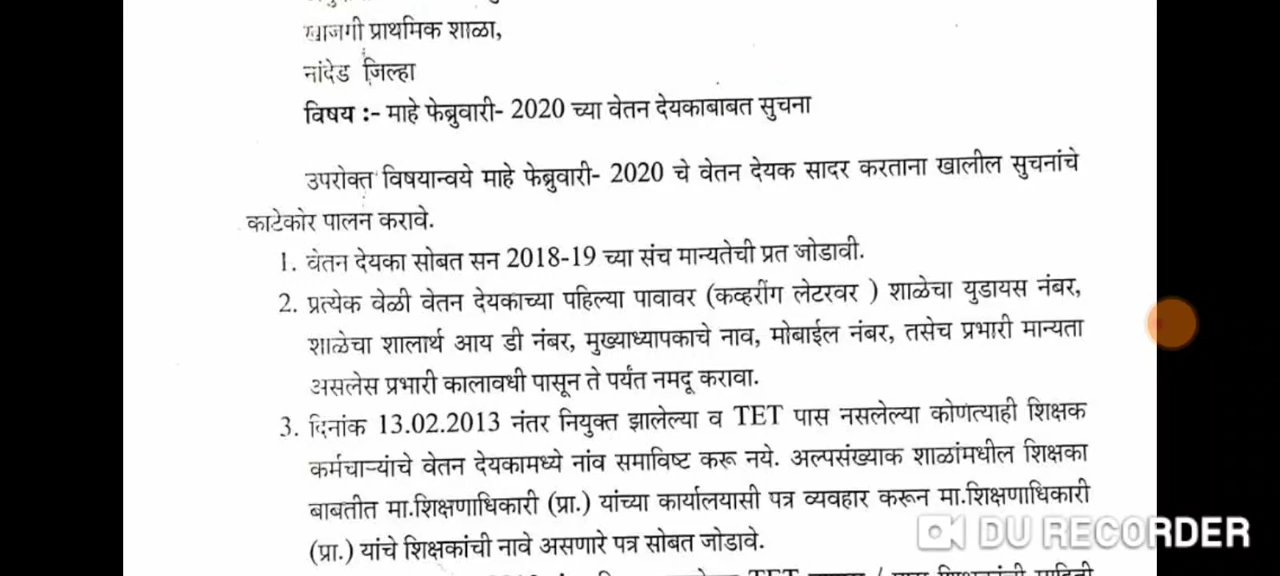 खाजगी प्राथमिक शाळा,
नांदेड जिल्हा
विषय :- माहे फेब्रुवारी- 2020 च्या वेतन देयकाबाबत सुचना
उपरोक्त विषयान्वये माहे फेब्रुवारी- 2020 चे वेतन देयक सादर करताना खालील सुचनांचे
काटेकोर पालन करावे.
1. वेतन देयका सोबत सन 2018-19 च्या संच मान्यतेची प्रत जोडावी.
2. प्रत्येक वेळी वेतन देयकाच्या पहिल्या पावावर (कव्हरींग लेटरवर ) शाळेचा युडायस नंबर,
शाळेचा शालार्थ आय डी नंबर, मुख्याध्यापकाचे नाव, मोबाईल नंबर, तसेच प्रभारी मान्यता
असलेस प्रभारी कालावधी पासून ते पर्यंत नमदू करावा.
3. दिनांक 13.02.2013 नंतर नियुक्त झालेल्या व TET पास नसलेल्या कोणत्याही शिक्षक
कर्मचाऱ्यांचे वेतन देयकामध्ये नांव समाविष्ट करू नये. अल्पसंख्याक शाळांमधील शिक्षका
बाबतीत मा.शिक्षणाधिकारी (प्रा.) यांच्या कार्यालयासी पत्र व्यवहार करून मा.शिक्षणाधिकारी
(प्रा.) यांचे शिक्षकांची नावे असणारे पत्र सोबत जोडावे.
DU RECORDER